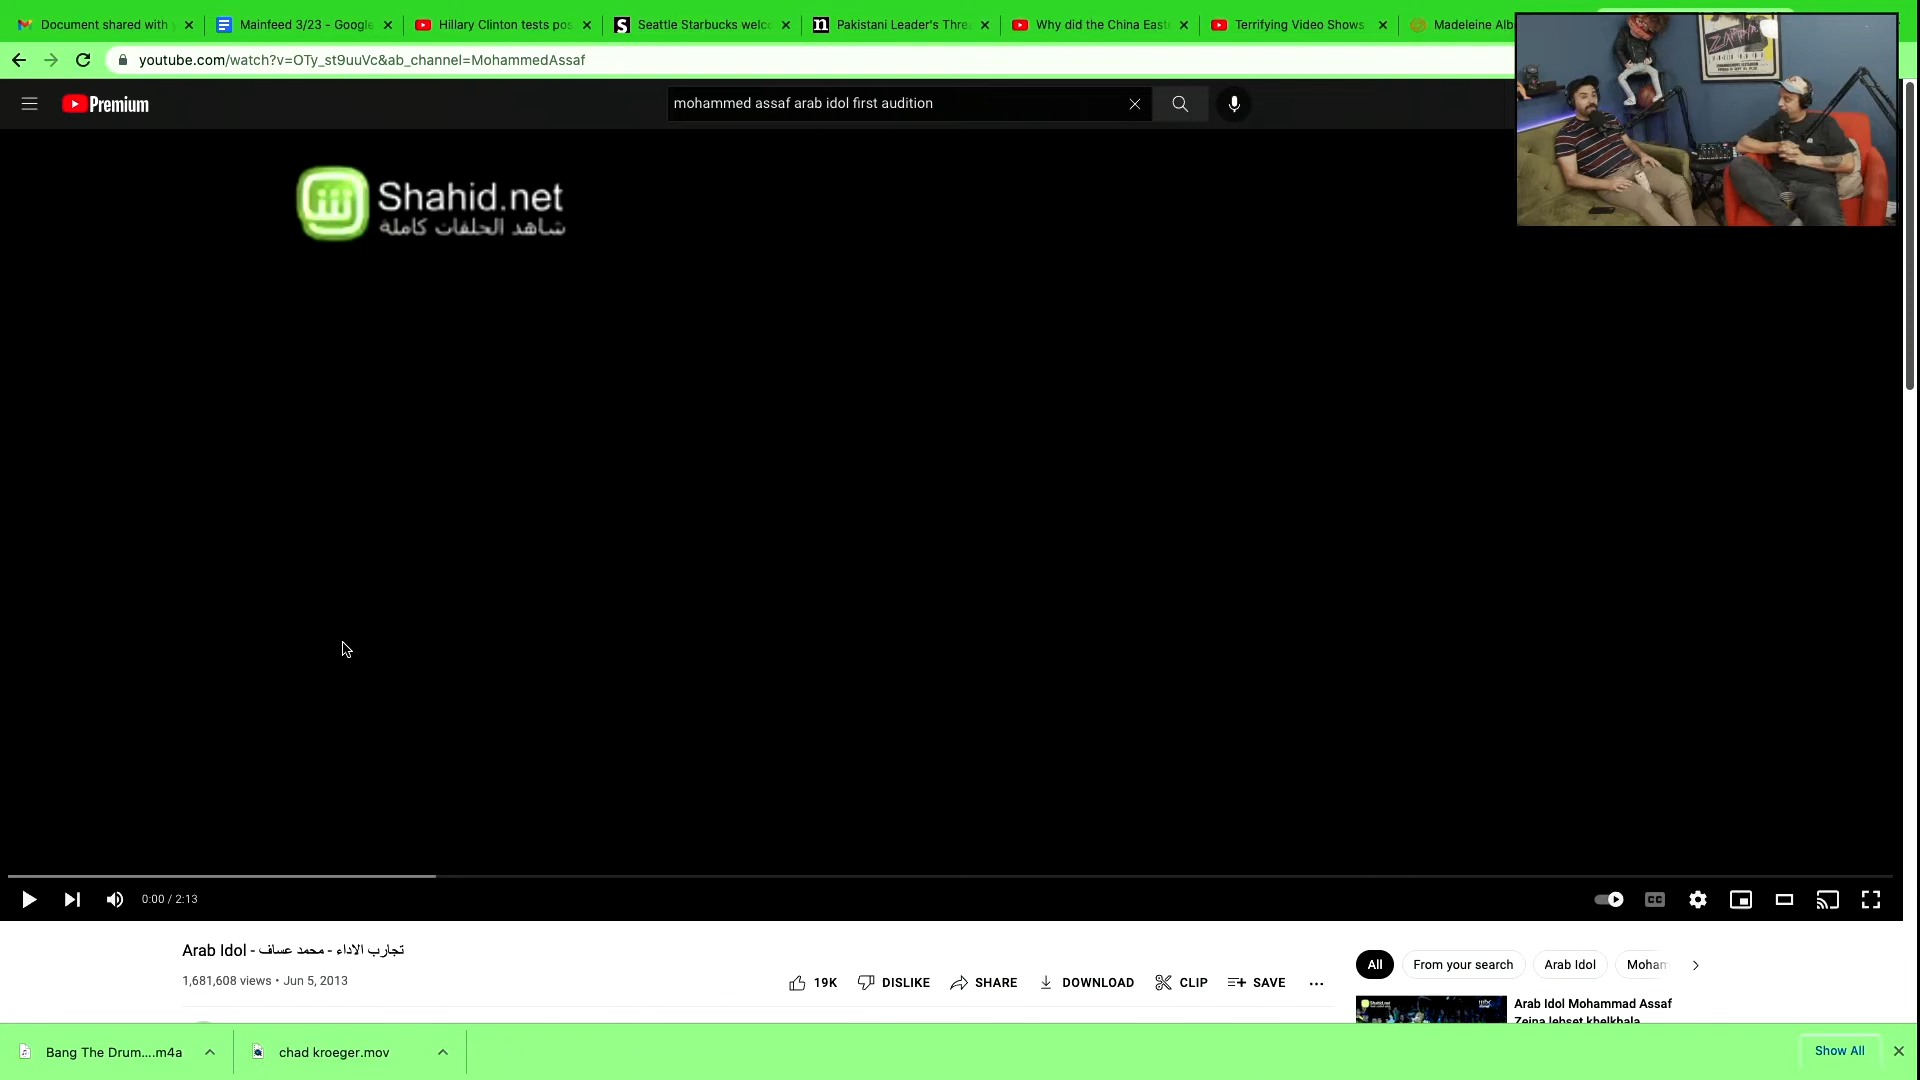 Document shared with y
Mainfeed 3/23 - Google
Hillary Clinton tests pos
Seattle Starbucks welco
Pakistani Leader's Three
Why did the China East
Terrifying Video Shows
Madeleine Alb
youtube.com/watch?v=OTy_st9uuVc&ab_channel=MohammedAssaf
Premium
mohammed assaf arab idol first audition
Shahid.net
شاهد الحلقات كاملة
0:00 / 2:13
CC
Arab Idol - تجارب الاداء - محمد عساف
1,681,608 views • Jun 5, 2013
19K
DISLIKE
SHARE
DOWNLOAD
CLIP
SAVE
All
From your search
Arab Idol
Moham
Arab Idol Mohammad Assaf
Zeina lebset khelkhala
Bang The Drum....m4a
chad kroeger.mov
Show All